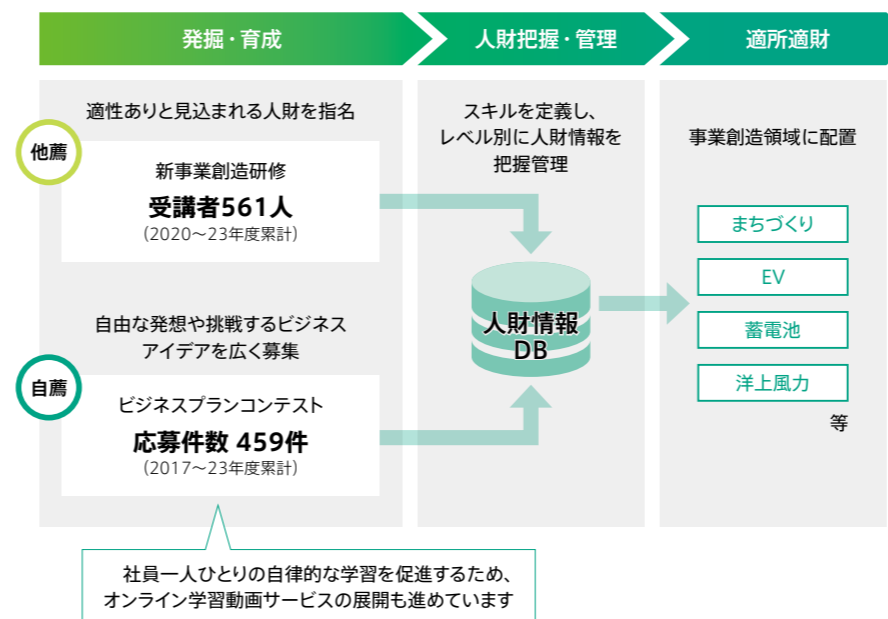 発掘・育成
人財把握・管理
適所適財
適性ありと見込まれる人財を指名
他薦
新事業創造研修
受講者561人
（2020～23年度累計）
自由な発想や挑戦するビジネス
アイデアを広く募集
自薦
ビジネスプランコンテスト
応募件数 459件
（2017～23年度累計）
社員一人ひとりの自律的な学習を促進するため、
オンライン学習動画サービスの展開も進めています
スキルを定義し、
レベル別に人財情報を
把握管理
人財情報
DB
事業創造領域に配置
まちづくり
EV
蓄電池
洋上風力
等